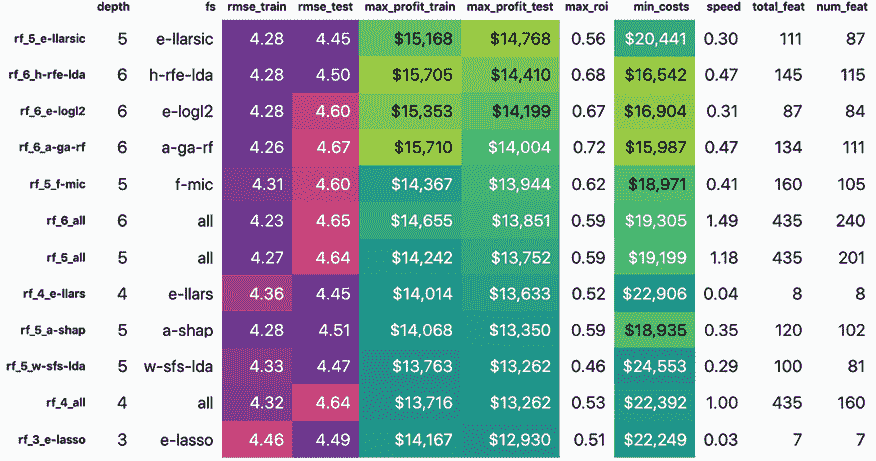 depth fs rmse_train rmse_test max_profit_train max_profit_test max_roi min_costs speed total_feat num_feat
rf_5_e-llarsic 5 e-llarsic 4.28 4.45 $15,168 $14,768 0.56 $20,441 0.30 111 87
rf_6_h-rfe-lda 6 h-rfe-lda 4.28 4.50 $15,705 $14,410 0.68 $16,542 0.47 145 115
rf_6_e-logl2 6 e-logl2 4.28 4.60 $15,353 $14,199 0.67 $16,904 0.31 87 84
rf_6_a-ga-rf 6 a-ga-rf 4.26 4.67 $15,710 $14,004 0.72 $15,987 0.47 134 111
rf_5_f-mic 5 f-mic 4.31 4.60 $14,367 $13,944 0.62 $18,971 0.41 160 105
rf_6_all 6 all 4.23 4.65 $14,655 $13,851 0.59 $19,305 1.49 435 240
rf_5_all 5 all 4.27 4.64 $14,242 $13,752 0.59 $19,199 1.18 435 201
rf_4_e-llars 4 e-llars 4.36 4.45 $14,014 $13,633 0.52 $22,906 0.04 8 8
rf_5_a-shap 5 a-shap 4.28 4.51 $14,068 $13,350 0.59 $18,935 0.35 120 102
rf_5_w-sfs-lda 5 w-sfs-lda 4.33 4.47 $13,763 $13,262 0.46 $24,553 0.29 100 81
rf_4_all 4 all 4.32 4.64 $13,716 $13,262 0.53 $22,392 1.00 435 160
rf_3_e-lasso 3 e-lasso 4.46 4.49 $14,167 $12,930 0.51 $22,249 0.03 7 7